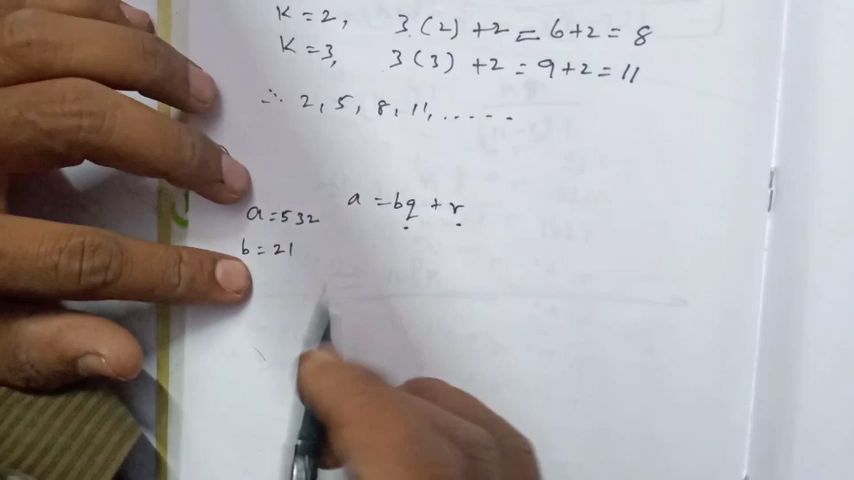 K = 2, 3(2) + 2 = 6 + 2 = 8
K = 3, 3(3) + 2 = 9 + 2 = 11
∴ 2, 5, 8, 11, .....
a = 532 a = bq + r
b = 21